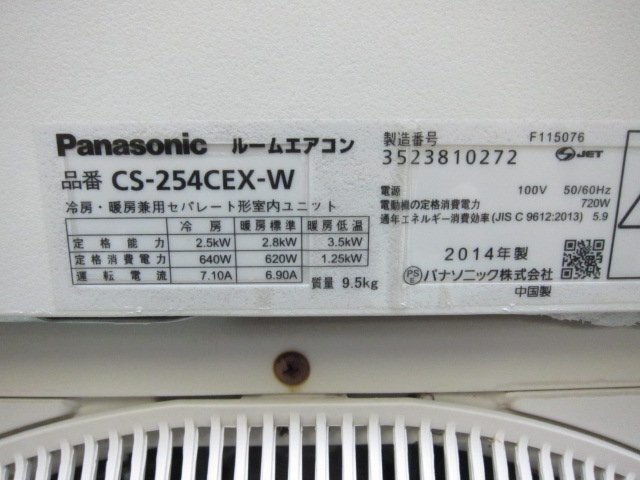 Panasonic ルームエアコン
品番 CS-254CEX-W
冷房・暖房兼用セパレート形室内ユニット
冷房 暖房標準 暖房低温
定格能力 2.5kW 2.8kW 3.5kW
定格消費電力 640W 620W 1.25kW
運転電流 7.10A 6.90A
質量 9.5kg
製造番号 F115076
3523810272 JET
電源 100V 50/60Hz
電動機の定格消費電力 720W
通年エネルギー消費効率(JIS C 9612:2013) 5.9
2014年製
PS E パナソニック株式会社
中国製